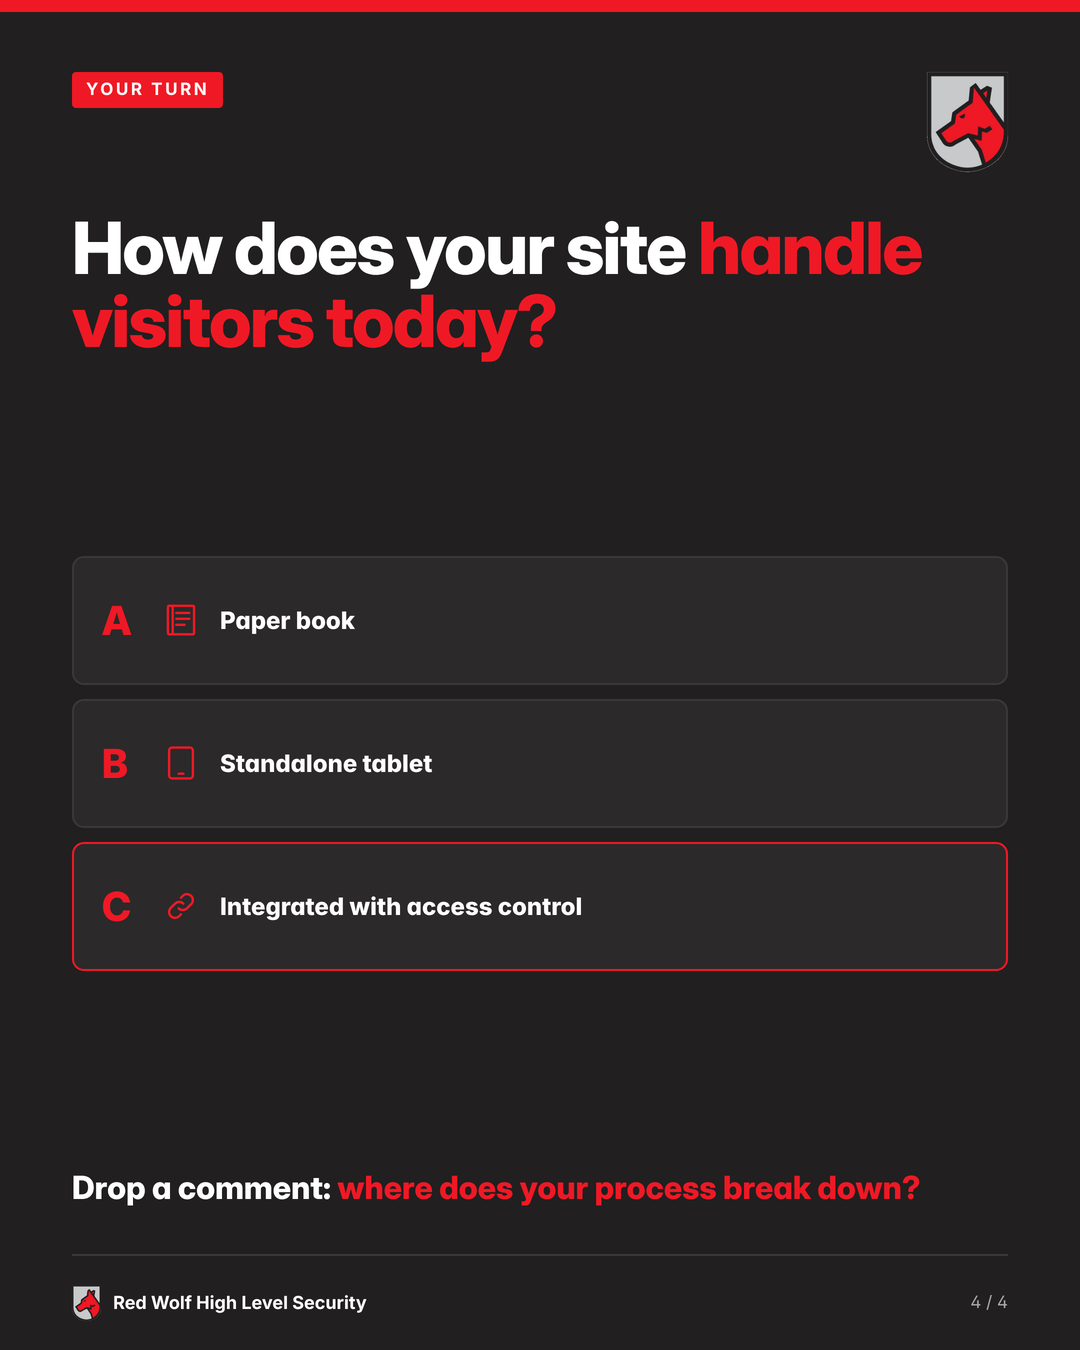 YOUR TURN
How does your site handle
visitors today?
A Paper book
B Standalone tablet
C Integrated with access control
Drop a comment: where does your process break down?
Red Wolf High Level Security
4 / 4